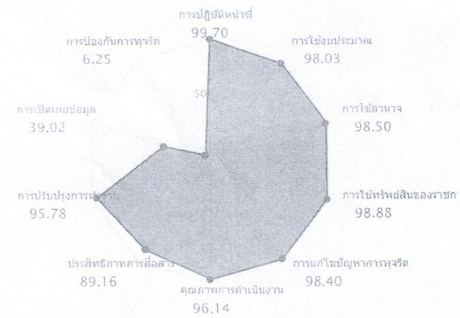 การปฏิบัติหน้าที่
99.70
การใช้งบประมาณ
98.03
การใช้อำนาจ
98.50
การใช้ทรัพย์สินของราชก
98.88
การแก้ไขปัญหาการทุจริต
98.40
คุณภาพการดำเนินงาน
96.14
ประสิทธิภาพการสื่อสาร
89.16
การปรับปรุงการทำงาน
95.78
การเปิดเผยข้อมูล
39.02
การป้องกันการทุจริต
6.25